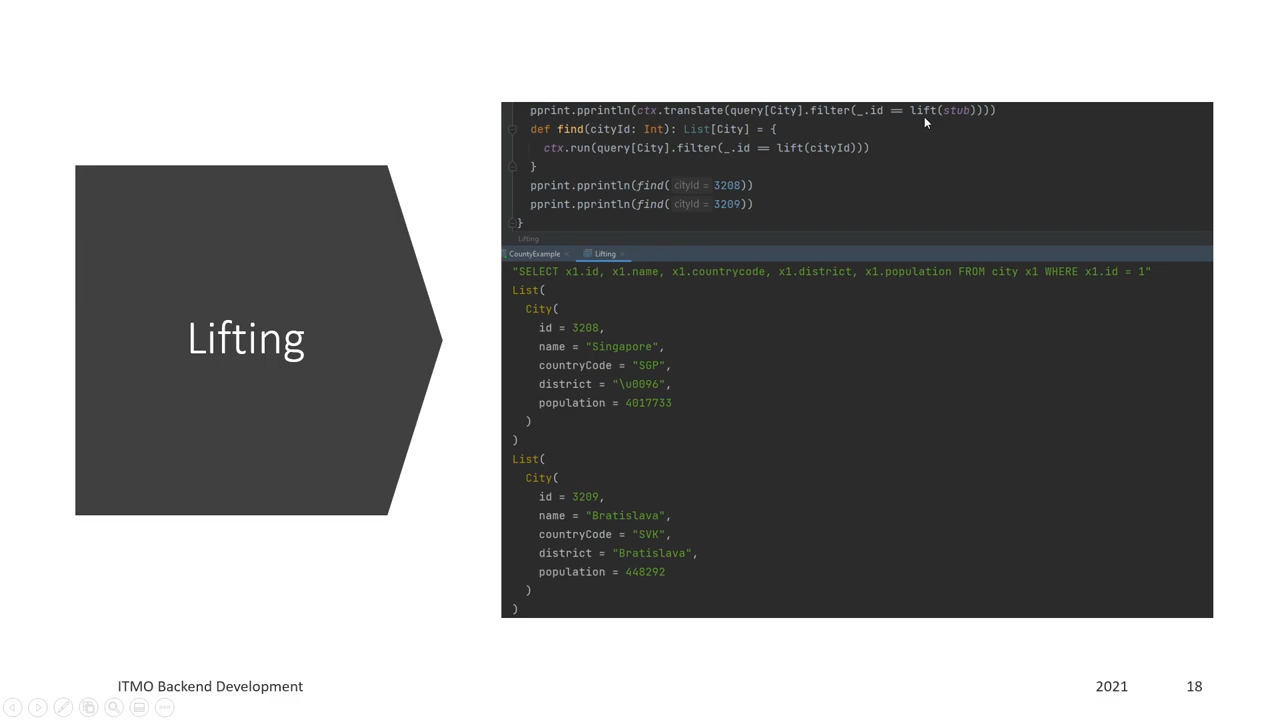 Lifting
pprint.pprintln(ctx.translate(query[City].filter(_.id == lift(stub))))
def find(cityId: Int): List[City] = {
ctx.run(query[City].filter(_.id == lift(cityId)))
}
pprint.pprintln(find( cityId = 3208))
pprint.pprintln(find( cityId = 3209))
}
Lifting
CountyExample × Lifting ×
"SELECT x1.id, x1.name, x1.countrycode, x1.district, x1.population FROM city x1 WHERE x1.id = 1"
List(
City(
id = 3208,
name = "Singapore",
countryCode = "SGP",
district = "\u0096",
population = 4017733
)
)
List(
City(
id = 3209,
name = "Bratislava",
countryCode = "SVK",
district = "Bratislava",
population = 448292
)
)
ITMO Backend Development
2021
18